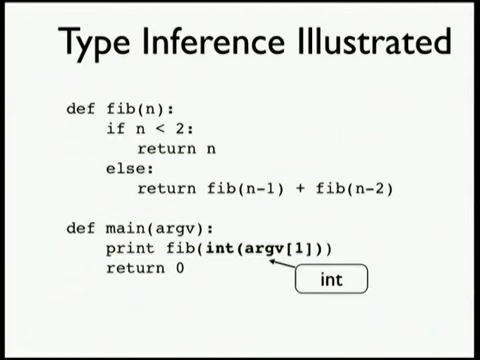 Type Inference Illustrated
def fib(n):
    if n < 2:
        return n
    else:
        return fib(n-1) + fib(n-2)
def main(argv):
    print fib(int(argv[1]))
    return 0
int